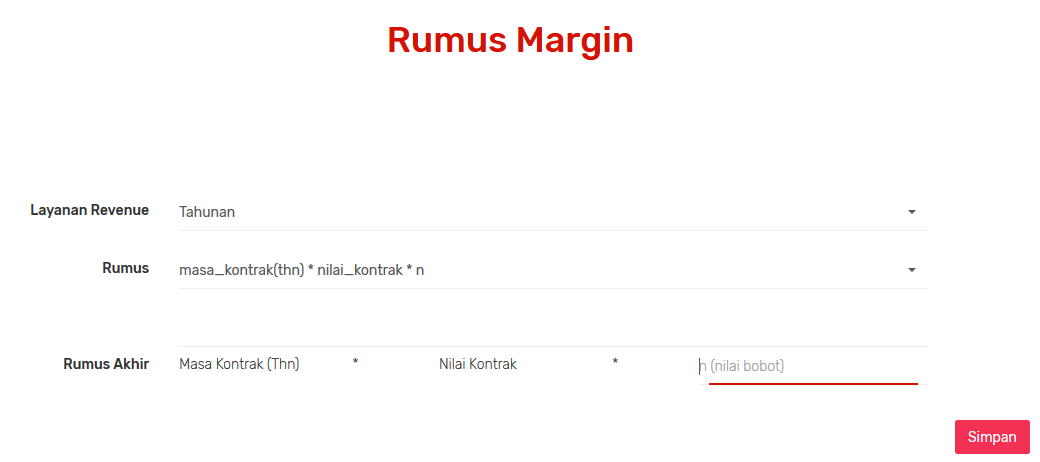 Rumus Margin
Layanan Revenue Tahunan
Rumus masa_kontrak(thn) * nilai_kontrak * n
Rumus Akhir Masa Kontrak (Thn) * Nilai Kontrak * n (nilai bobot)
Simpan